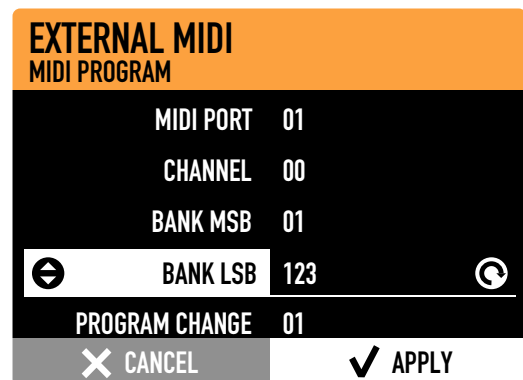 EXTERNAL MIDI
MIDI PROGRAM
MIDI PORT 01
CHANNEL 00
BANK MSB 01
BANK LSB 123
PROGRAM CHANGE 01
CANCEL APPLY